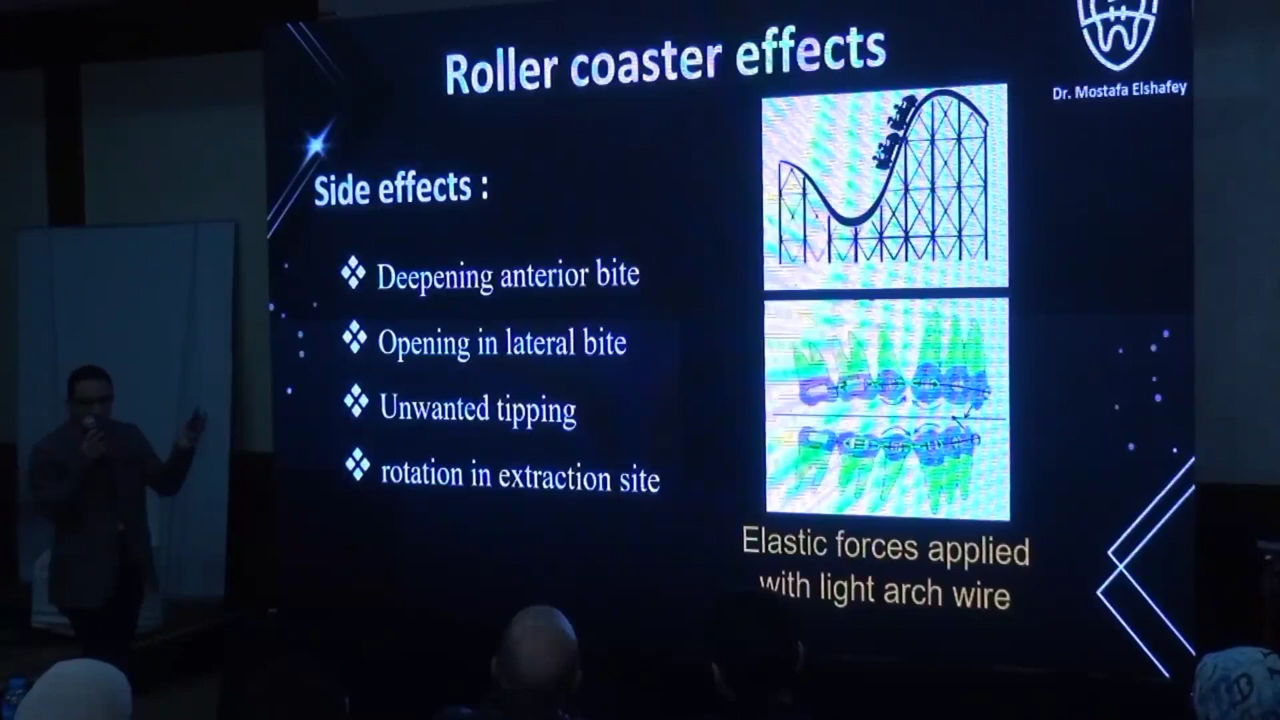 Roller coaster effects
Dr. Mostafa Elshafey
Side effects :
Deepening anterior bite
Opening in lateral bite
Unwanted tipping
rotation in extraction site
Elastic forces applied
with light arch wire